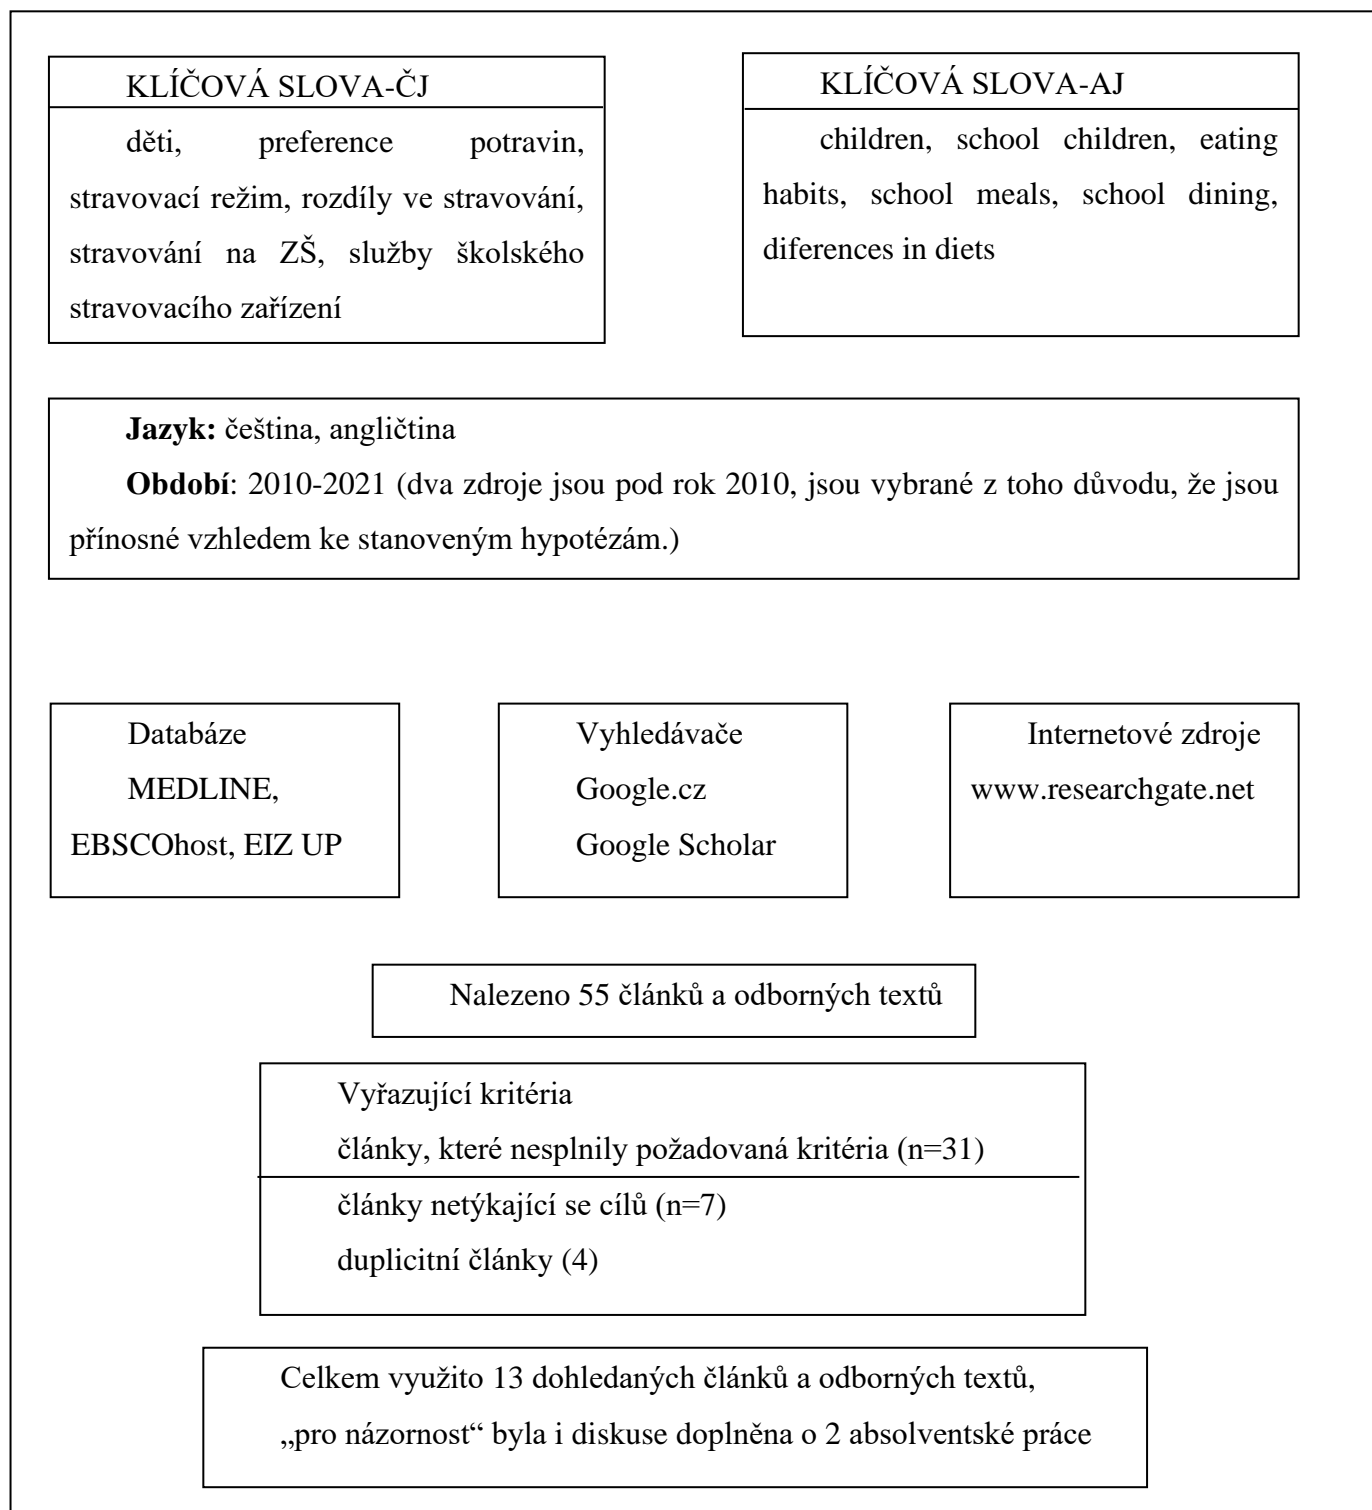 KLÍČOVÁ SLOVA-ČJ
děti, preference potravin,
stravovací režim, rozdíly ve stravování,
stravování na ZŠ, služby školského
stravovacího zařízení
KLÍČOVÁ SLOVA-AJ
children, school children, eating
habits, school meals, school dining,
diferences in diets
Jazyk: čeština, angličtina
Období: 2010-2021 (dva zdroje jsou pod rok 2010, jsou vybrané z toho důvodu, že jsou
přínosné vzhledem ke stanoveným hypotézám.)
Databáze
MEDLINE,
EBSCOhost, EIZ UP
Vyhledávače
Google.cz
Google Scholar
Internetové zdroje
www.researchgate.net
Nalezeno 55 článků a odborných textů
Vyřazující kritéria
články, které nesplnily požadovaná kritéria (n=31)
články netýkající se cílů (n=7)
duplicitní články (4)
Celkem využito 13 dohledaných článků a odborných textů,
„pro názornost“ byla i diskuse doplněna o 2 absolventské práce